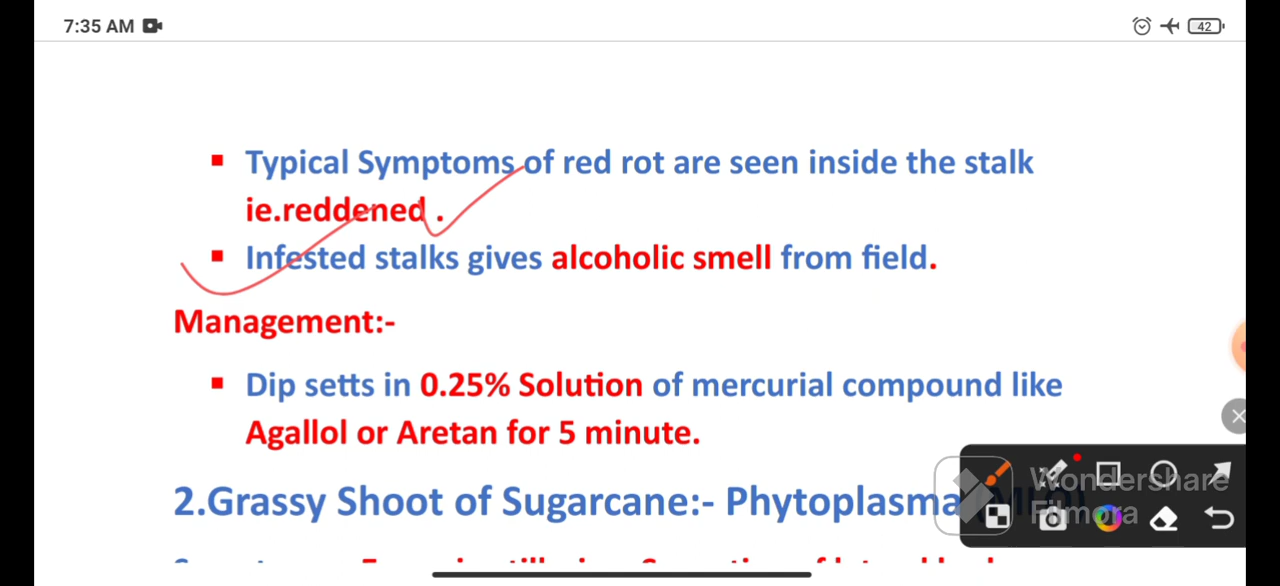 7:35 AM
42
Typical Symptoms of red rot are seen inside the stalk
ie.reddened .
Infested stalks gives alcoholic smell from field.
Management:-
Dip setts in 0.25% Solution of mercurial compound like
Agallol or Aretan for 5 minute.
2.Grassy Shoot of Sugarcane:- Phytoplasma
Wondershare
Filmora